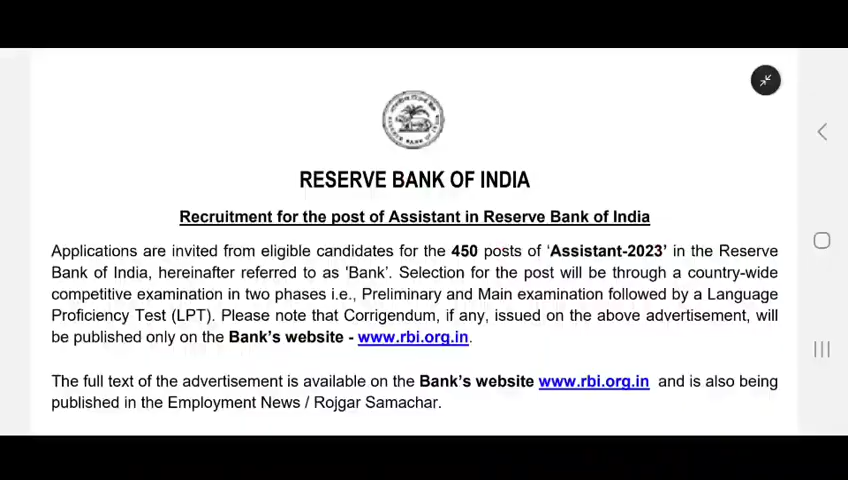 RESERVE BANK OF INDIA
Recruitment for the post of Assistant in Reserve Bank of India
Applications are invited from eligible candidates for the 450 posts of ‘Assistant-2023’ in the Reserve
Bank of India, hereinafter referred to as 'Bank’. Selection for the post will be through a country-wide
competitive examination in two phases i.e., Preliminary and Main examination followed by a Language
Proficiency Test (LPT). Please note that Corrigendum, if any, issued on the above advertisement, will
be published only on the Bank’s website - www.rbi.org.in.
The full text of the advertisement is available on the Bank’s website www.rbi.org.in and is also being
published in the Employment News / Rojgar Samachar.